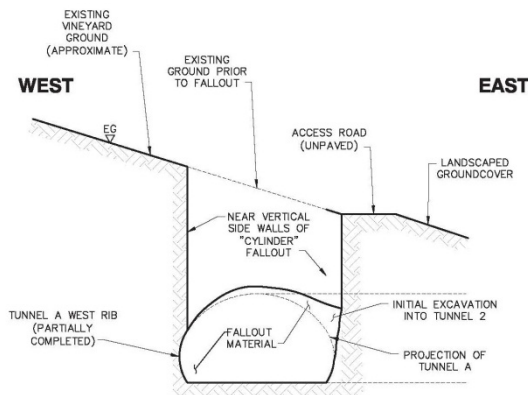 EXISTING
VINEYARD
GROUND
(APPROXIMATE)
EXISTING
GROUND PRIOR
TO FALLOUT
WEST
EAST
EG
ACCESS ROAD
(UNPAVED)
LANDSCAPED
GROUNDCOVER
NEAR VERTICAL
SIDE WALLS OF
"CYLINDER"
FALLOUT
TUNNEL A WEST RIB
(PARTIALLY
COMPLETED)
FALLOUT
MATERIAL
INITIAL EXCAVATION
INTO TUNNEL 2
PROJECTION OF
TUNNEL A